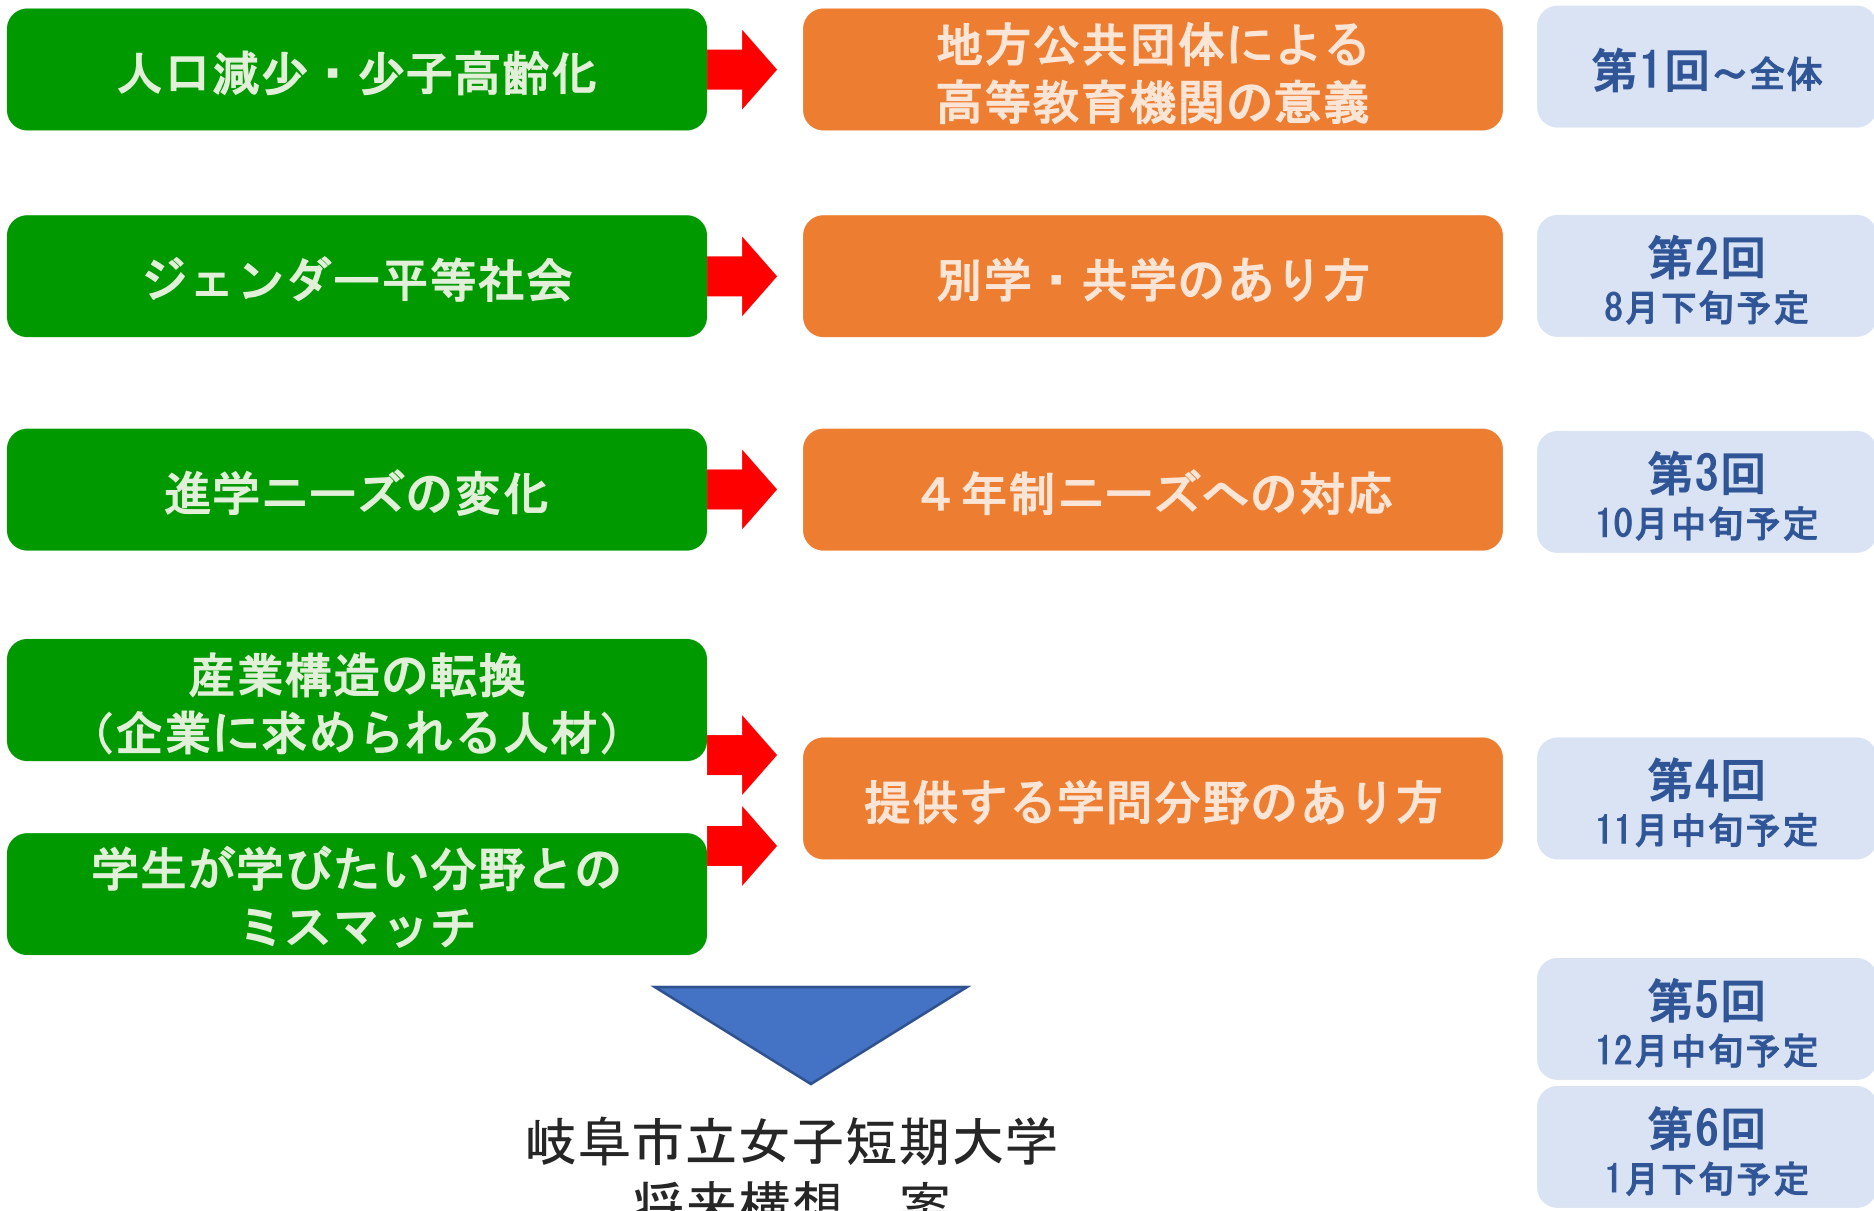 人口減少・少子高齢化
地方公共団体による
高等教育機関の意義
第1回～全体
ジェンダー平等社会
別学・共学のあり方
第2回
8月下旬予定
進学ニーズの変化
４年制ニーズへの対応
第3回
10月中旬予定
産業構造の転換
（企業に求められる人材）
学生が学びたい分野との
ミスマッチ
提供する学問分野のあり方
第4回
11月中旬予定
第5回
12月中旬予定
第6回
1月下旬予定
岐阜市立女子短期大学
将来構想　案